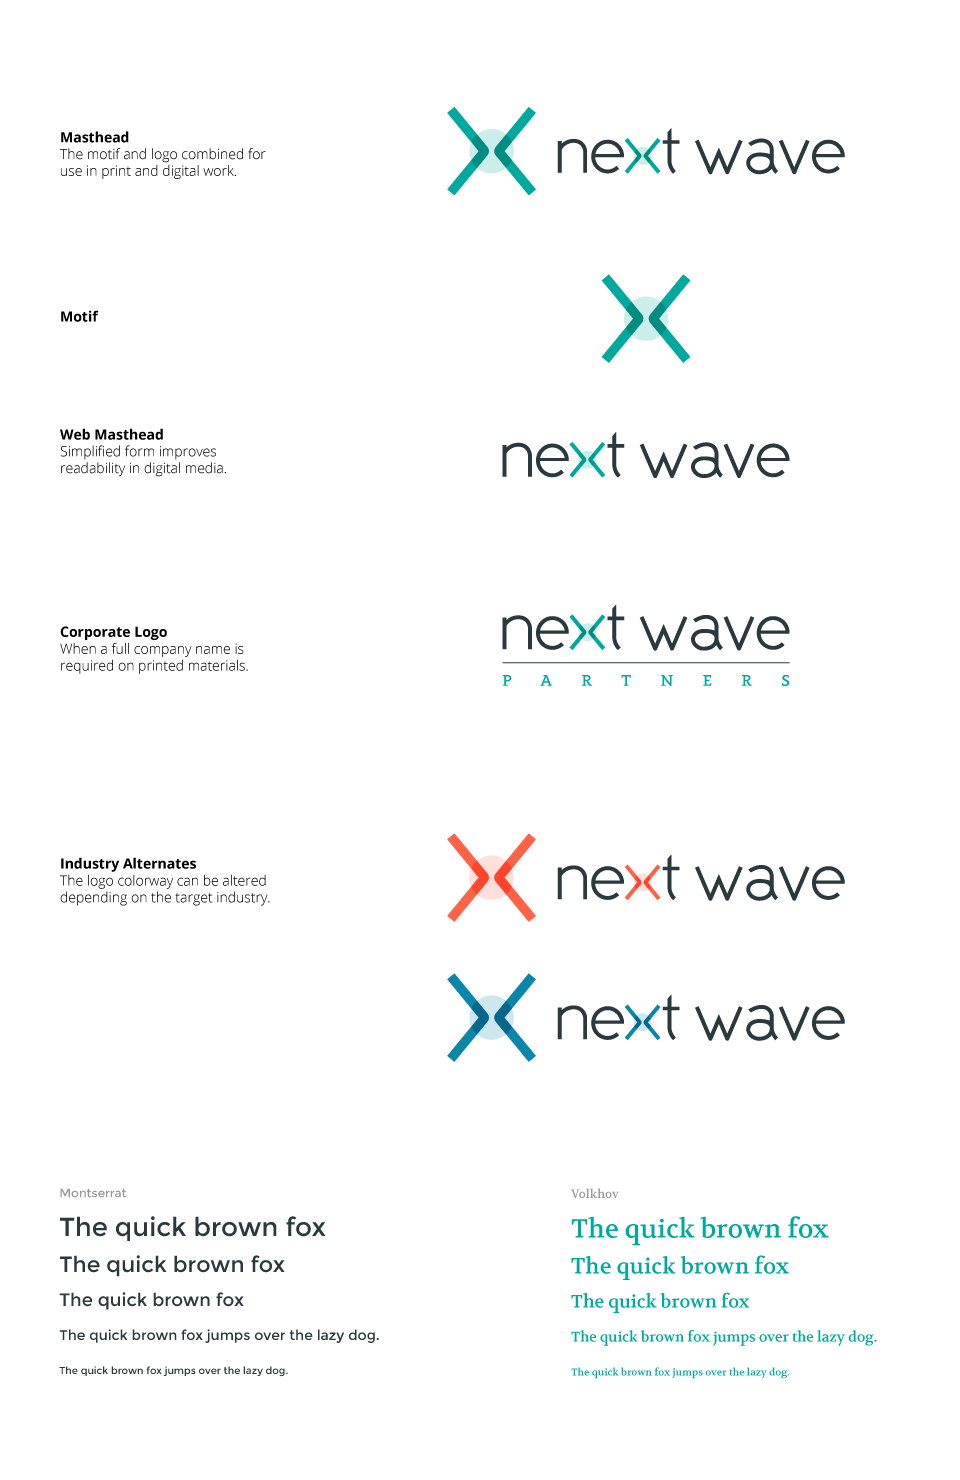 Masthead
The motif and logo combined for
use in print and digital work.
next wave
Motif
Web Masthead
Simplified form improves
readability in digital media.
next wave
Corporate Logo
When a full company name is
required on printed materials.
next wave
PARTNERS
Industry Alternates
The logo colorway can be altered
depending on the target industry.
next wave
next wave
Montserrat
The quick brown fox
The quick brown fox
The quick brown fox
The quick brown fox jumps over the lazy dog.
The quick brown fox jumps over the lazy dog.
Volkhov
The quick brown fox
The quick brown fox
The quick brown fox
The quick brown fox jumps over the lazy dog.
The quick brown fox jumps over the lazy dog.